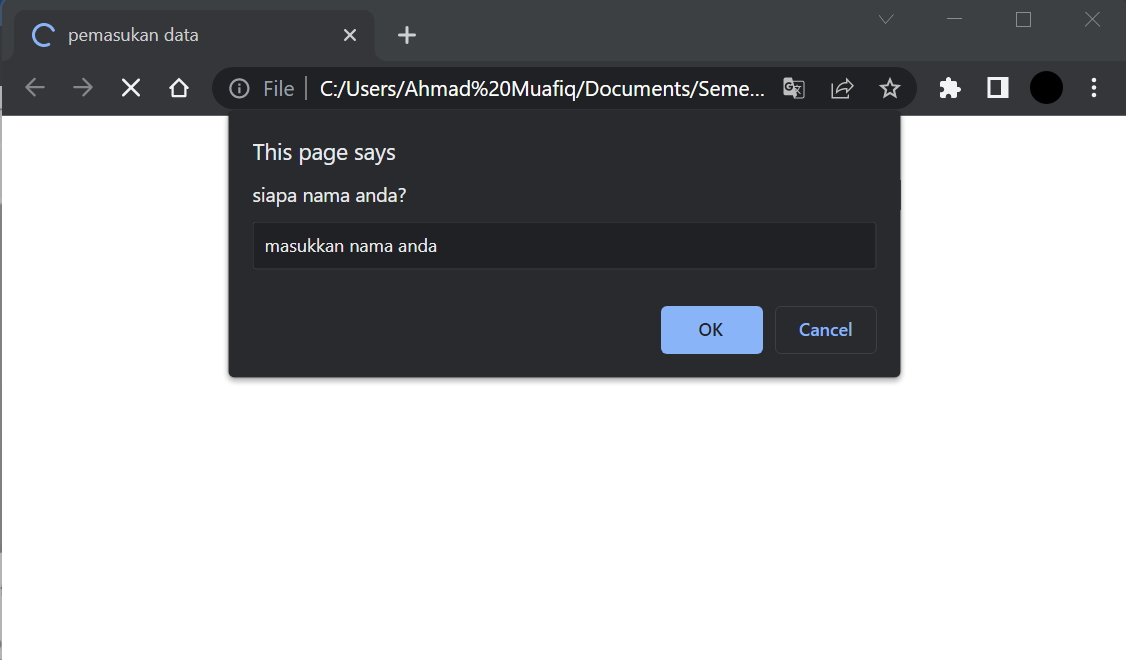 pemasukan data
File C:/Users/Ahmad%20Muafiq/Documents/Seme...
This page says
siapa nama anda?
masukkan nama anda
OK Cancel